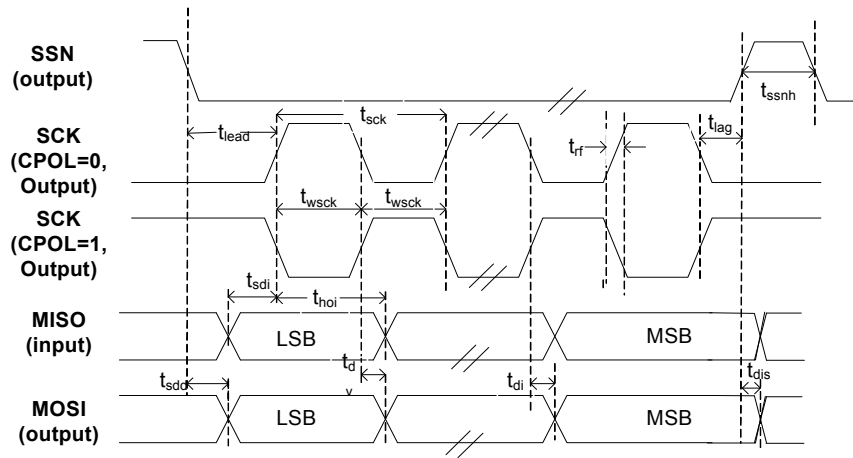 SSN
(output)
t_ssnh
t_sck
t_lead
t_lag
t_rf
SCK
(CPOL=0,
Output)
t_wsck
t_wsck
SCK
(CPOL=1,
Output)
t_sdi
t_hoi
MISO
(input)
LSB
MSB
t_d
v
t_sdd
t_di
t_dis
MOSI
(output)
LSB
MSB